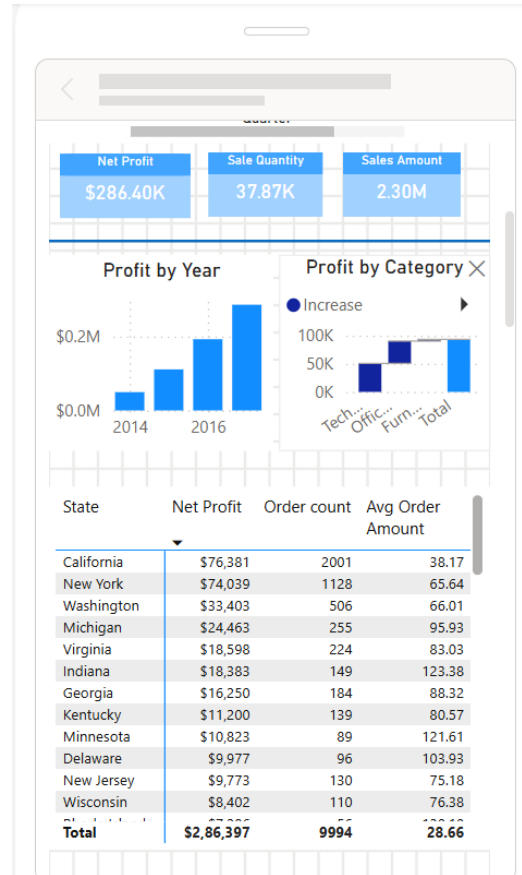 Quarter
Net Profit Sale Quantity Sales Amount
$286.40K 37.87K 2.30M
Profit by Year
$0.2M
$0.0M
2014 2016
Profit by Category
Increase
100K
50K
0K
Tech... Offic... Furn... Total
State Net Profit Order count Avg Order
Amount
California $76,381 2001 38.17
New York $74,039 1128 65.64
Washington $33,403 506 66.01
Michigan $24,463 255 95.93
Virginia $18,598 224 83.03
Indiana $18,383 149 123.38
Georgia $16,250 184 88.32
Kentucky $11,200 139 80.57
Minnesota $10,823 89 121.61
Delaware $9,977 96 103.93
New Jersey $9,773 130 75.18
Wisconsin $8,402 110 76.38
Total $2,86,397 9994 28.66